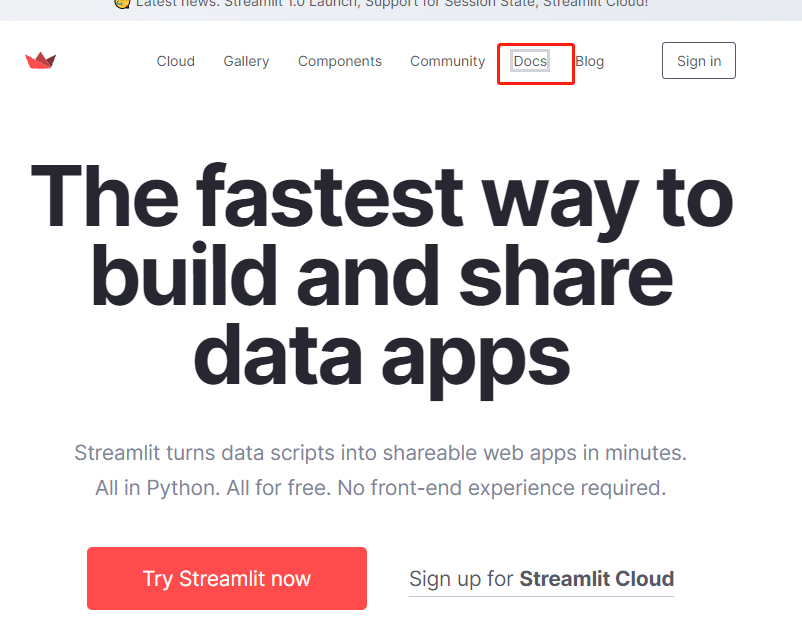 Latest news: Streamlit 1.0 Launch, Support for Session State, Streamlit Cloud!
Cloud Gallery Components Community Docs Blog Sign in
The fastest way to
build and share
data apps
Streamlit turns data scripts into shareable web apps in minutes.
All in Python. All for free. No front-end experience required.
Try Streamlit now Sign up for Streamlit Cloud